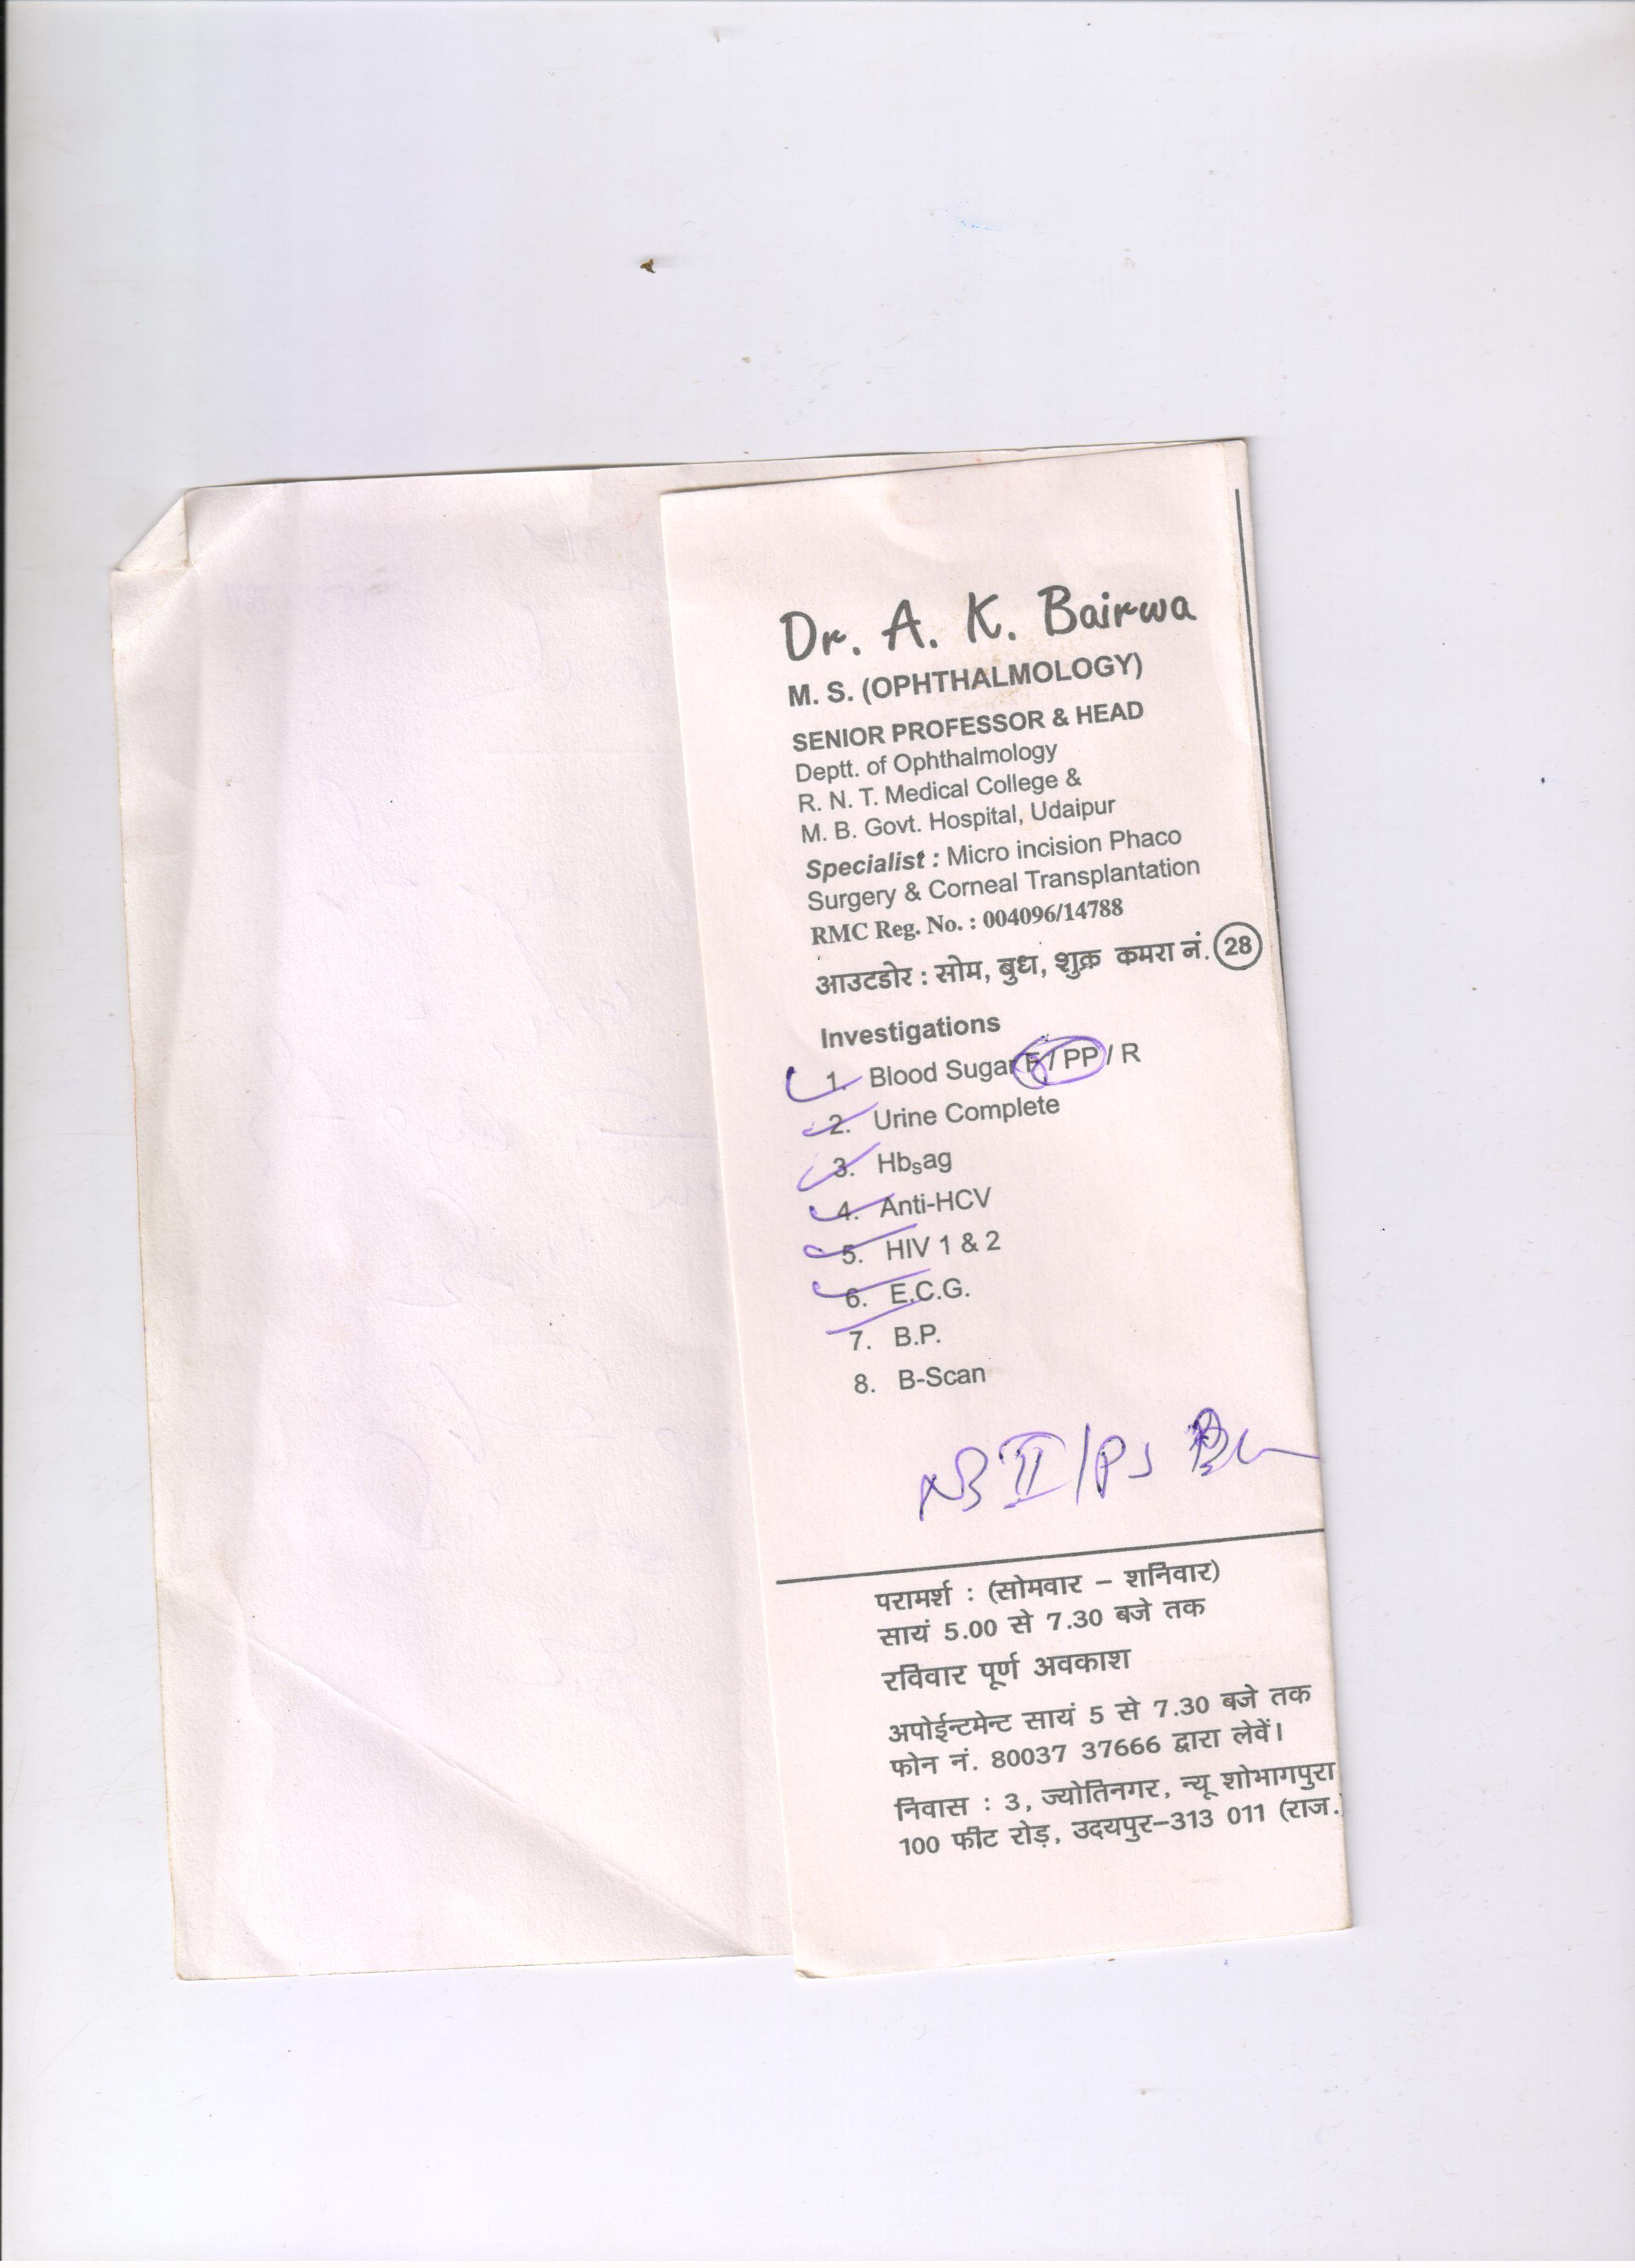 Dr. A. K. Bairwa
M. S. (OPHTHALMOLOGY)
SENIOR PROFESSOR & HEAD
Deptt. of Ophthalmology
R. N. T. Medical College &
M. B. Govt. Hospital, Udaipur
Specialist : Micro incision Phaco
Surgery & Corneal Transplantation
RMC Reg. No. : 004096/14788
आउटडोर : सोम, बुध, शुक्र कमरा नं. 28
Investigations
1. Blood Sugar F / PP / R
2. Urine Complete
3. Hbsag
4. Anti-HCV
5. HIV 1 & 2
6. E.C.G.
7. B.P.
8. B-Scan
II/PS
परामर्श : (सोमवार – शनिवार)
सायं 5.00 से 7.30 बजे तक
रविवार पूर्ण अवकाश
अपोईन्टमेन्ट सायं 5 से 7.30 बजे तक
फोन नं. 80037 37666 द्वारा लेवें।
निवास : 3, ज्योतिनगर, न्यू शोभागपुरा
100 फीट रोड़, उदयपुर–313 011 (राज.)